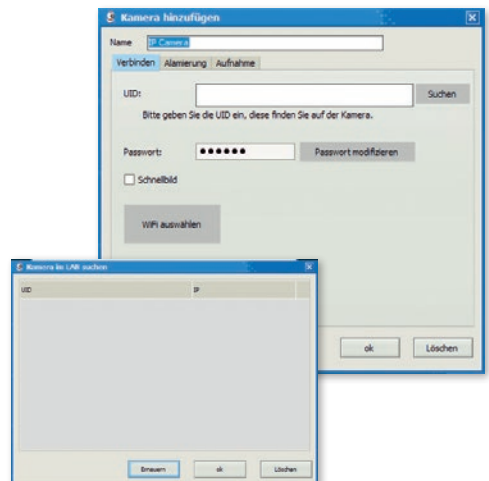 Kamera hinzufügen
Name IP Camera
Verbinden Alamierung Aufnahme
UID: Suchen
Bitte geben Sie die UID ein, diese finden Sie auf der Kamera.
Passwort: ●●●●●● Passwort modifizieren
Schnellbild
WiFi auswählen
ok Löschen
Kamera im LAN suchen
UID IP
Erneuern ok Löschen